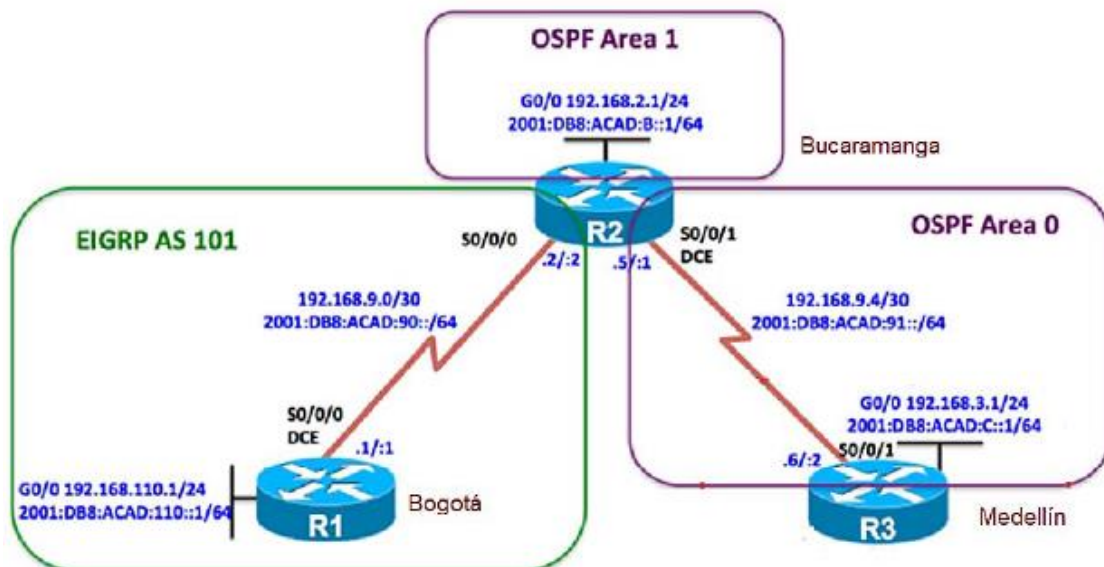 OSPF Area 1
G0/0 192.168.2.1/24
2001:DB8:ACAD:B::1/64
Bucaramanga
EIGRP AS 101
S0/0/0
R2
S0/0/1
DCE
OSPF Area 0
.2/:2
.5/:1
192.168.9.0/30
2001:DB8:ACAD:90::/64
192.168.9.4/30
2001:DB8:ACAD:91::/64
S0/0/0
DCE
.1/:1
G0/0 192.168.3.1/24
2001:DB8:ACAD:C::1/64
.6/:2
S0/0/1
G0/0 192.168.110.1/24
2001:DB8:ACAD:110::1/64
R1
Bogotá
R3
Medellín